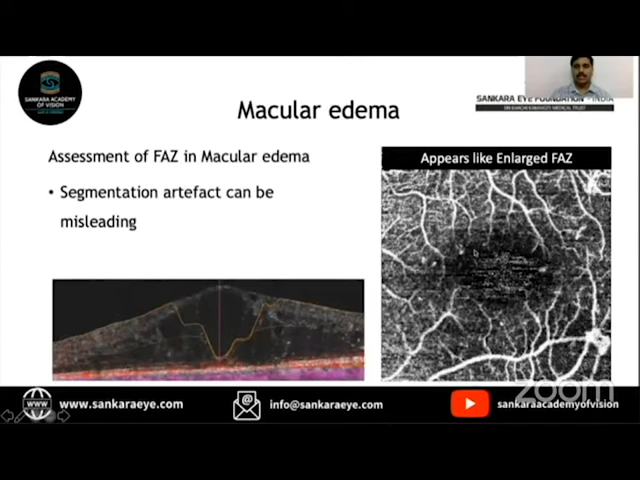 SANKARA ACADEMY
OF VISION
SANKARA EYE FOUNDATION - INDIA
SRI KANCHI KAMAKOTI MEDICAL TRUST
Macular edema
Assessment of FAZ in Macular edema
• Segmentation artefact can be
misleading
Appears like Enlarged FAZ
zoom
WWW
www.sankaraeye.com
@
info@sankaraeye.com
sankaraacademyofvision